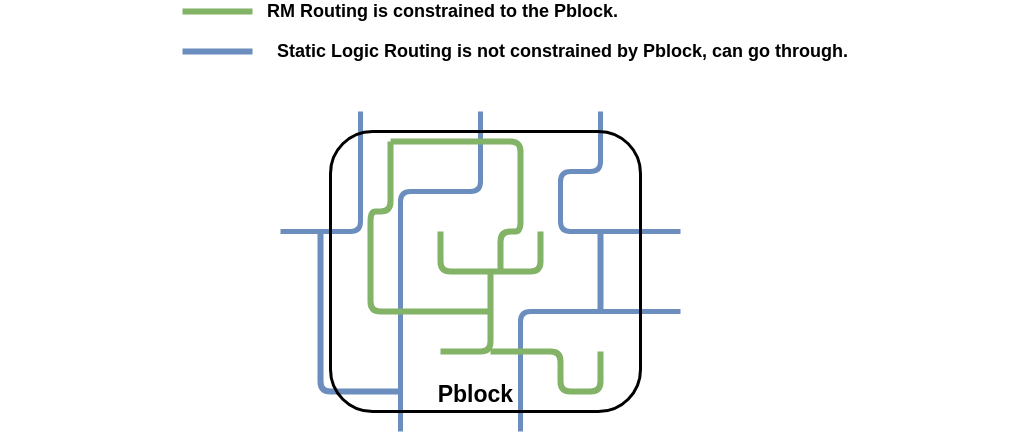 RM Routing is constrained to the Pblock.
Static Logic Routing is not constrained by Pblock, can go through.
Pblock